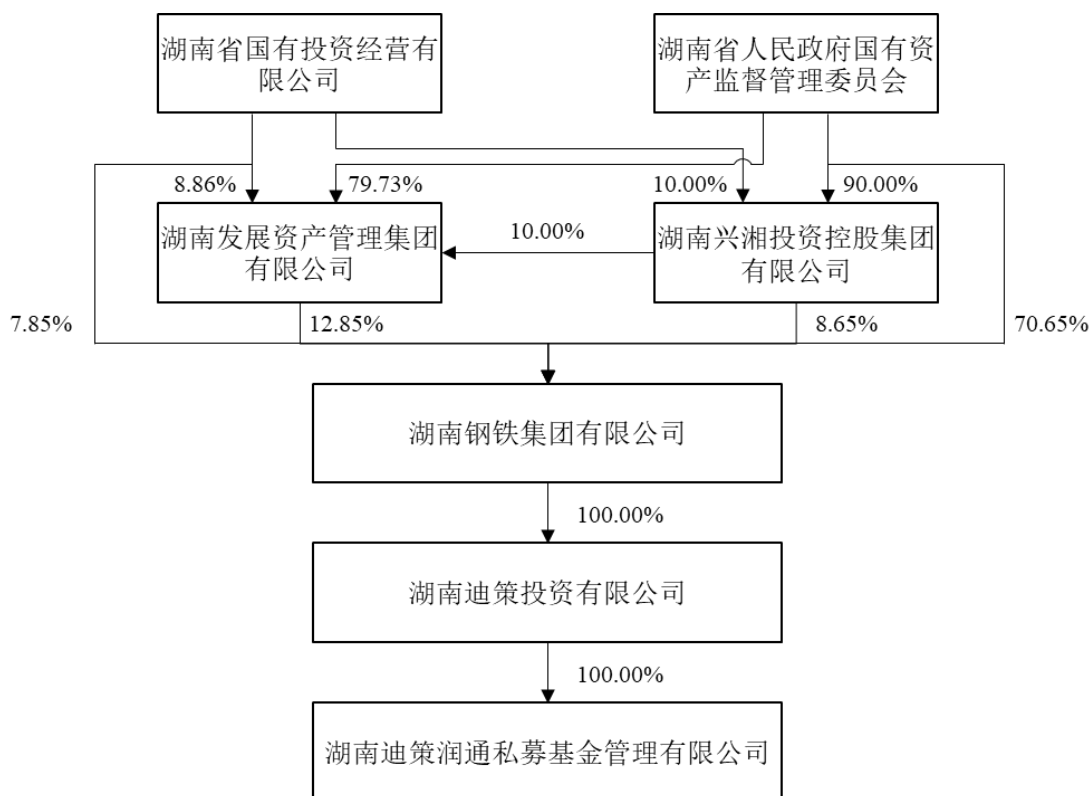 湖南省国有投资经营有
限公司
湖南省人民政府国有资
产监督管理委员会
8.86%
79.73%
10.00%
90.00%
湖南发展资产管理集团
有限公司
10.00%
湖南兴湘投资控股集团
有限公司
7.85%
12.85%
8.65%
70.65%
湖南钢铁集团有限公司
100.00%
湖南迪策投资有限公司
100.00%
湖南迪策润通私募基金管理有限公司